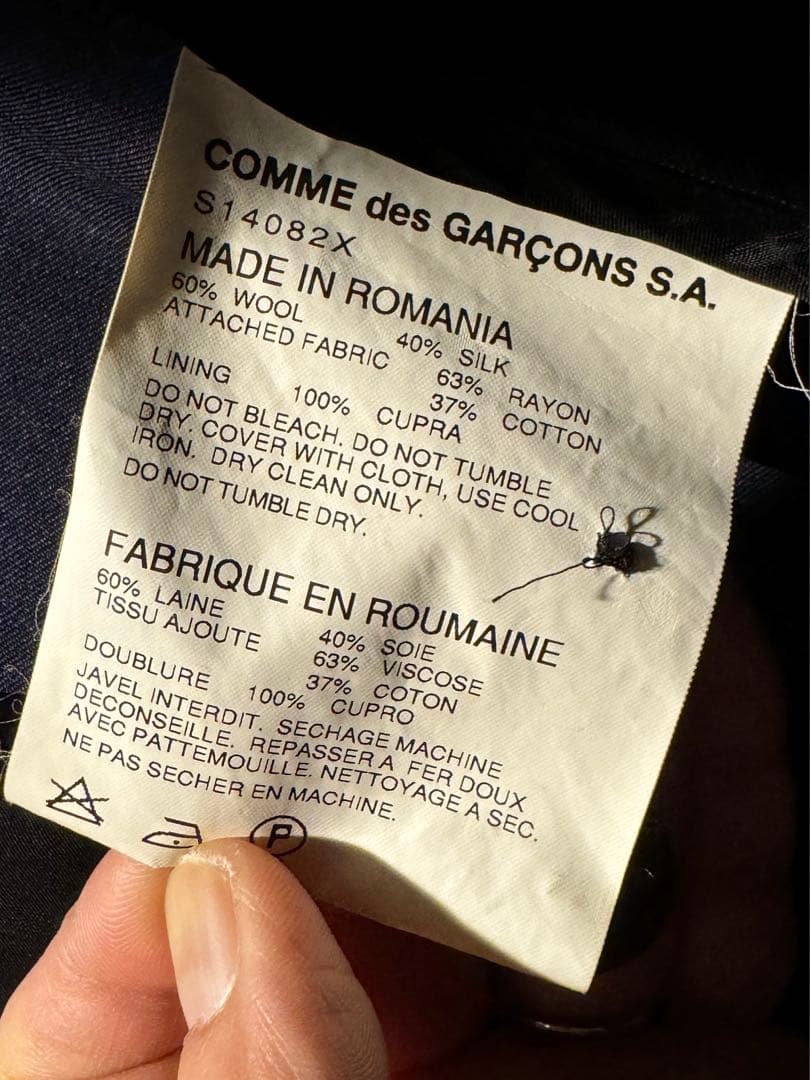 COMME des GARÇONS S.A.
S14082X
MADE IN ROMANIA
60% WOOL 40% SILK
ATTACHED FABRIC 63% RAYON
37% COTTON
LINING 100% CUPRA
DO NOT BLEACH. DO NOT TUMBLE
DRY. COVER WITH CLOTH, USE COOL
IRON. DRY CLEAN ONLY.
DO NOT TUMBLE DRY.
FABRIQUE EN ROUMAINE
60% LAINE 40% SOIE
TISSU AJOUTE 63% VISCOSE
37% COTON
DOUBLURE 100% CUPRO
JAVEL INTERDIT. SECHAGE MACHINE
DECONSEILLE. REPASSER A FER DOUX
AVEC PATTEMOUILLE. NETTOYAGE A SEC.
NE PAS SECHER EN MACHINE.
P